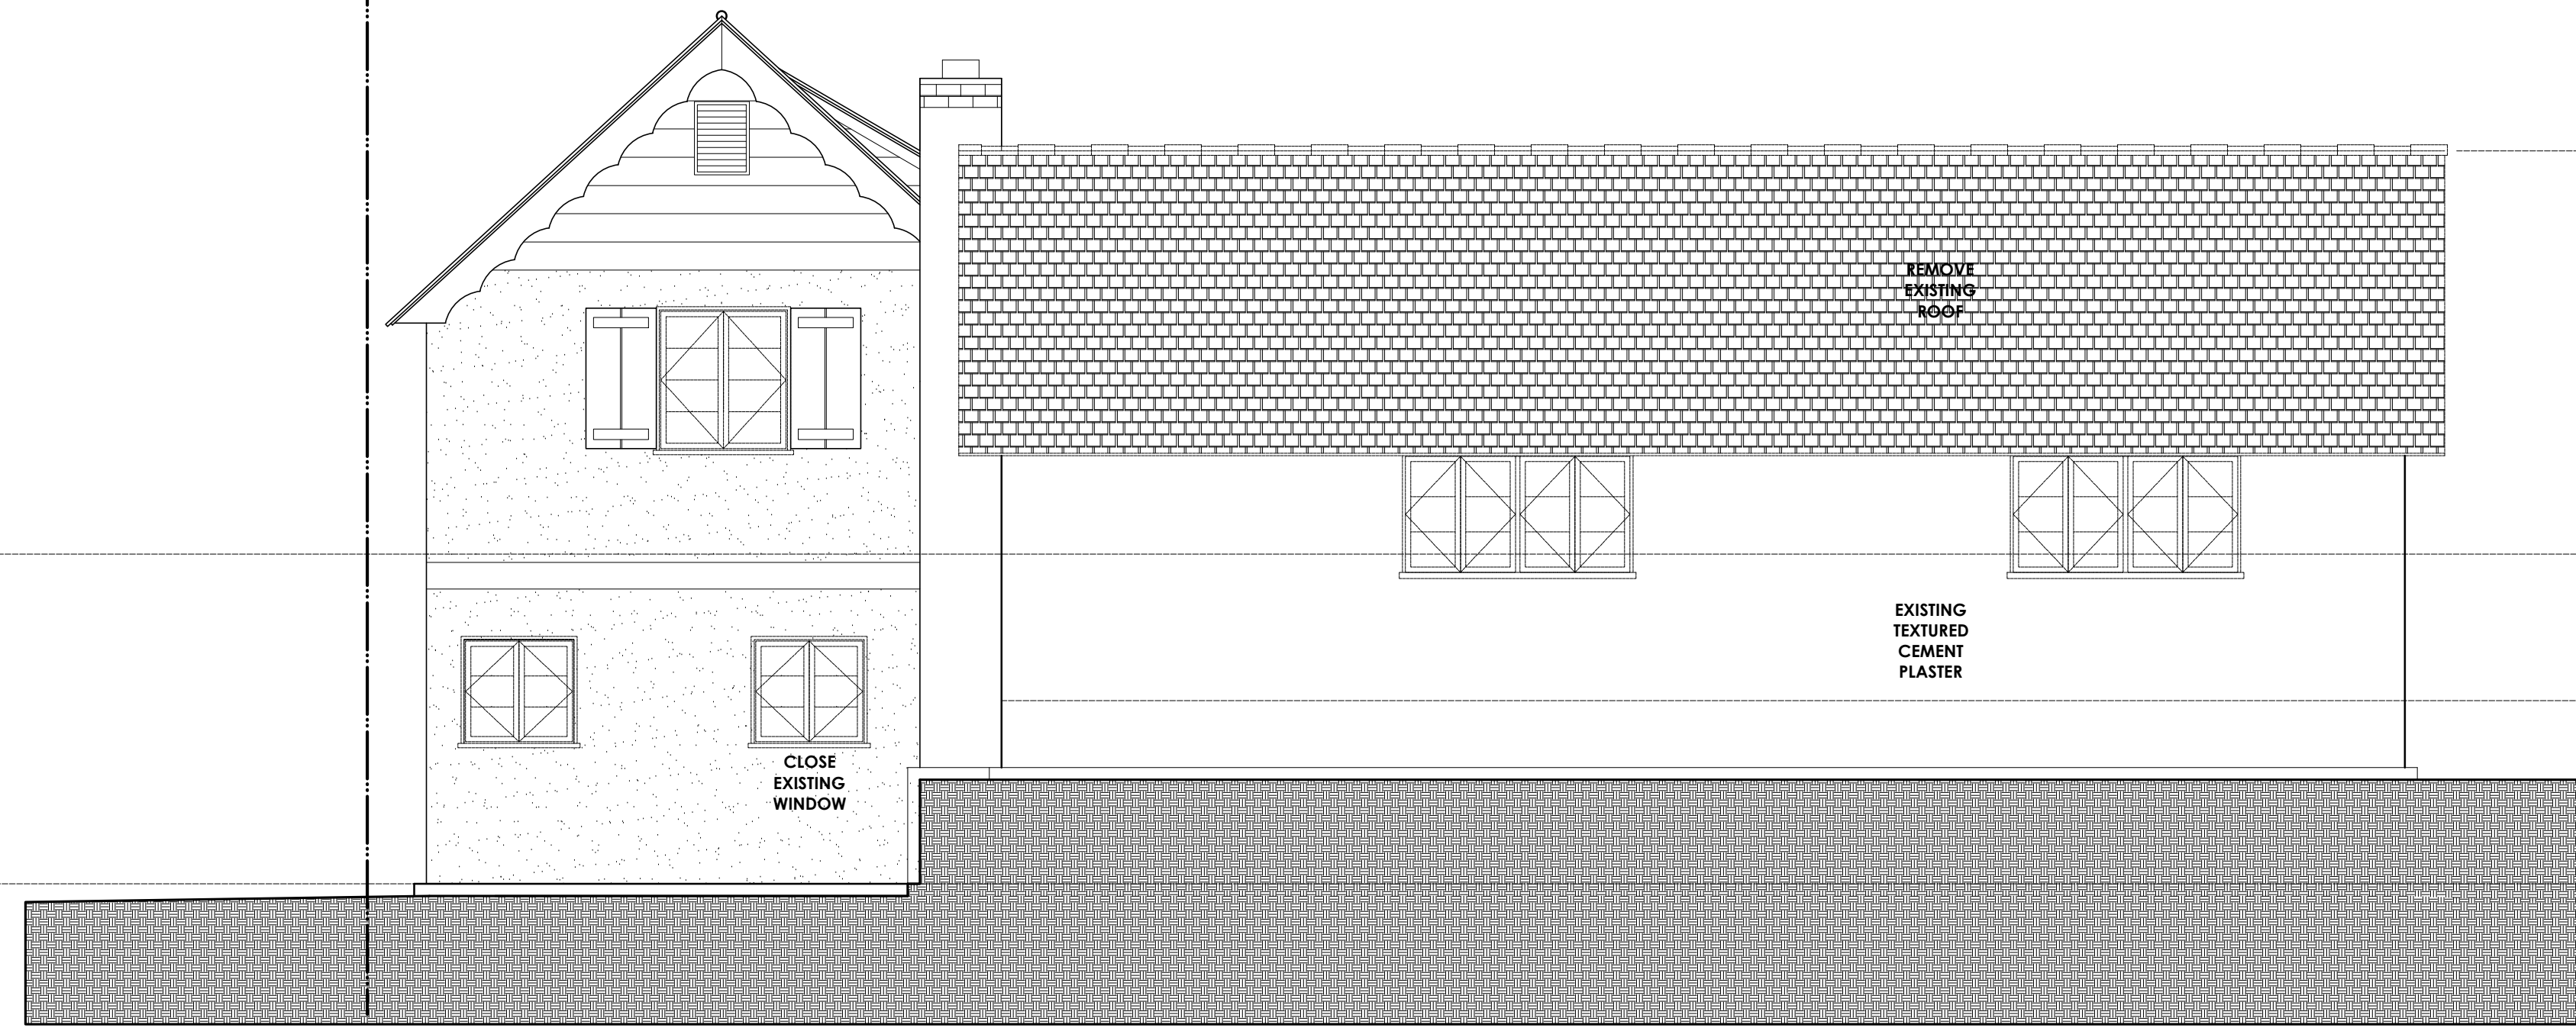 REMOVE
EXISTING
ROOF
EXISTING
TEXTURED
CEMENT
PLASTER
CLOSE
EXISTING
WINDOW